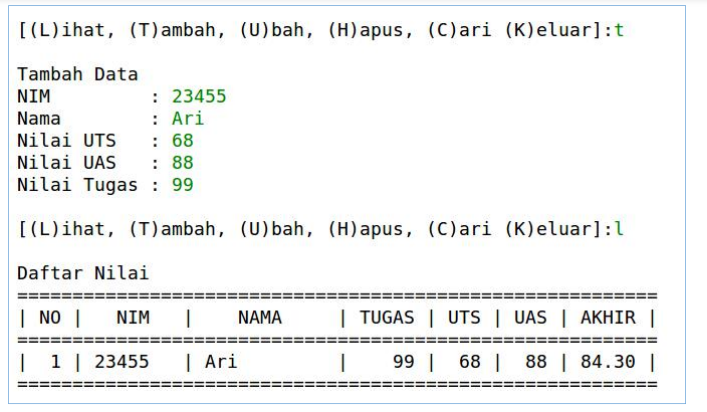 [(L)ihat, (T)ambah, (U)bah, (H)apus, (C)ari (K)eluar]:t
Tambah Data
NIM : 23455
Nama : Ari
Nilai UTS : 68
Nilai UAS : 88
Nilai Tugas : 99
[(L)ihat, (T)ambah, (U)bah, (H)apus, (C)ari (K)eluar]:l
Daftar Nilai
==========================================================
| NO | NIM | NAMA | TUGAS | UTS | UAS | AKHIR |
==========================================================
| 1 | 23455 | Ari | 99 | 68 | 88 | 84.30 |
==========================================================